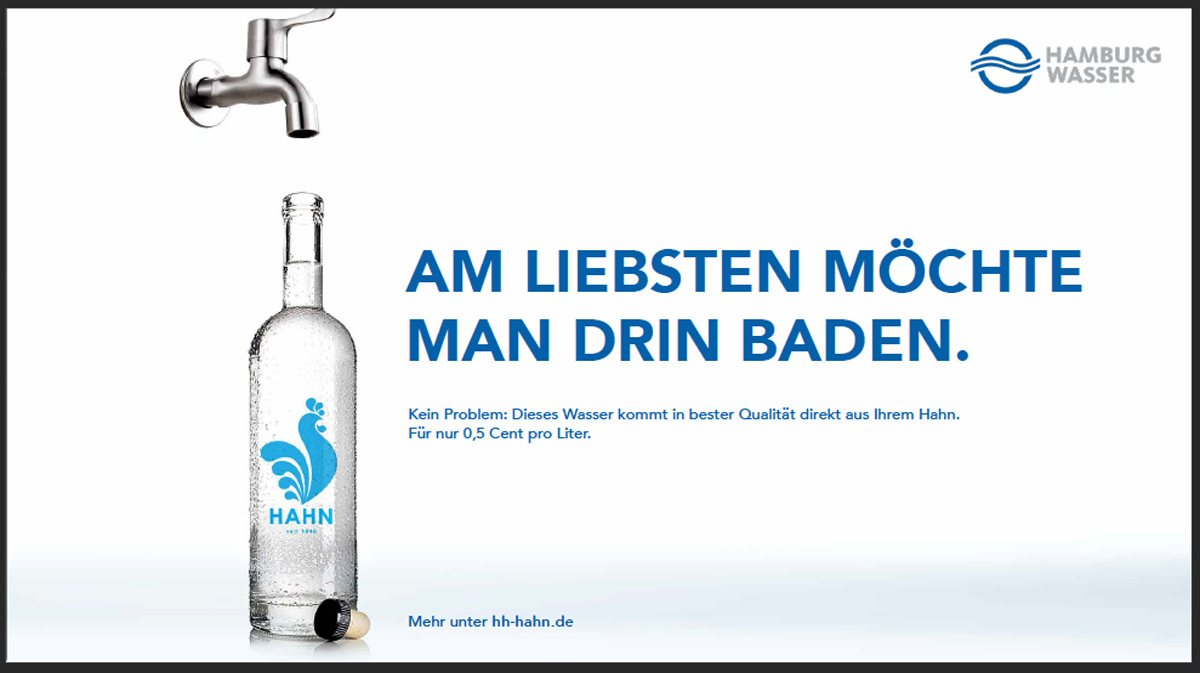 HAMBURG
WASSER
AM LIEBSTEN MÖCHTE
MAN DRIN BADEN.
Kein Problem: Dieses Wasser kommt in bester Qualität direkt aus Ihrem Hahn.
Für nur 0,5 Cent pro Liter.
HAHN
Mehr unter hh-hahn.de